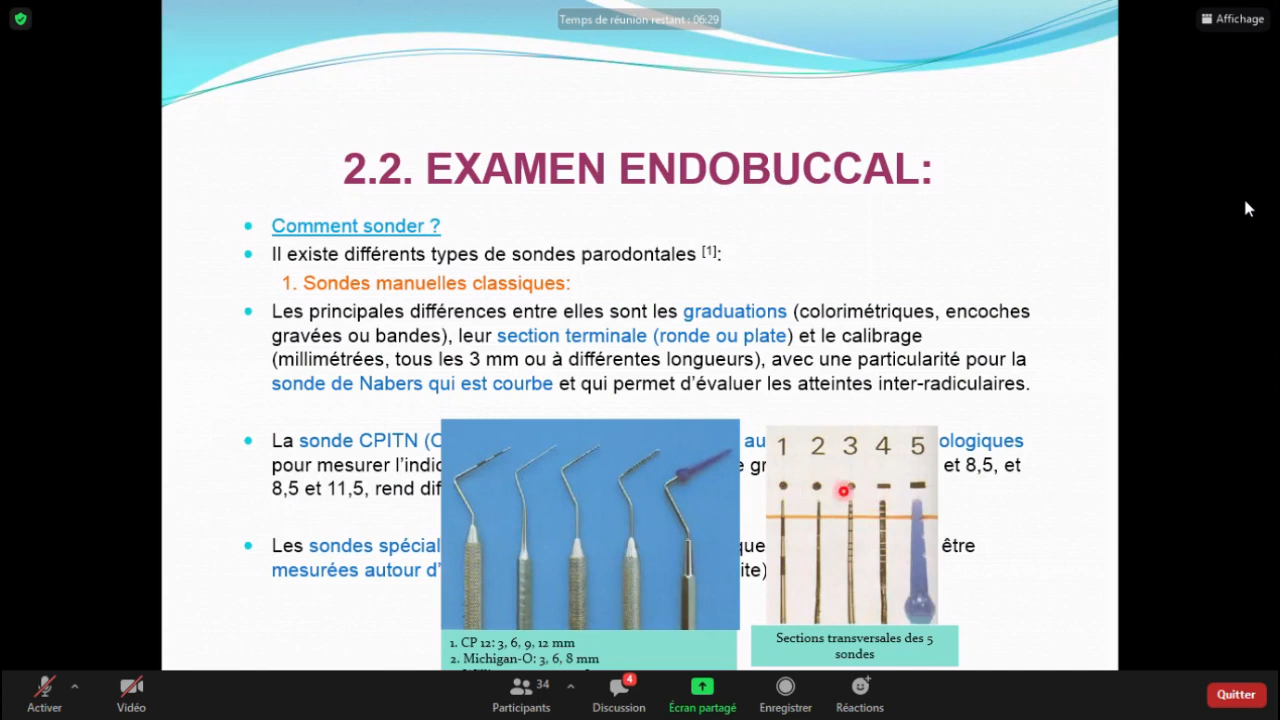 Temps de réunion restant : 06:29
Affichage
2.2. EXAMEN ENDOBUCCAL:
Comment sonder ?
Il existe différents types de sondes parodontales [1]:
1. Sondes manuelles classiques:
Les principales différences entre elles sont les graduations (colorimétriques, encoches
gravées ou bandes), leur section terminale (ronde ou plate) et le calibrage
(millimétrées, tous les 3 mm ou à différentes longueurs), avec une particularité pour la
sonde de Nabers qui est courbe et qui permet d’évaluer les atteintes inter-radiculaires.
La sonde CPITN (C au ologiques
pour mesurer l’indic e gr et 8,5, et
8,5 et 11,5, rend dif
Les sondes spécial que être
mesurées autour d’ ite)
1 2 3 4 5
1. CP 12: 3, 6, 9, 12 mm
2. Michigan-O: 3, 6, 8 mm
Sections transversales des 5
sondes
Activer
Vidéo
34
Participants
4
Discussion
Écran partagé
Enregistrer
Réactions
Quitter